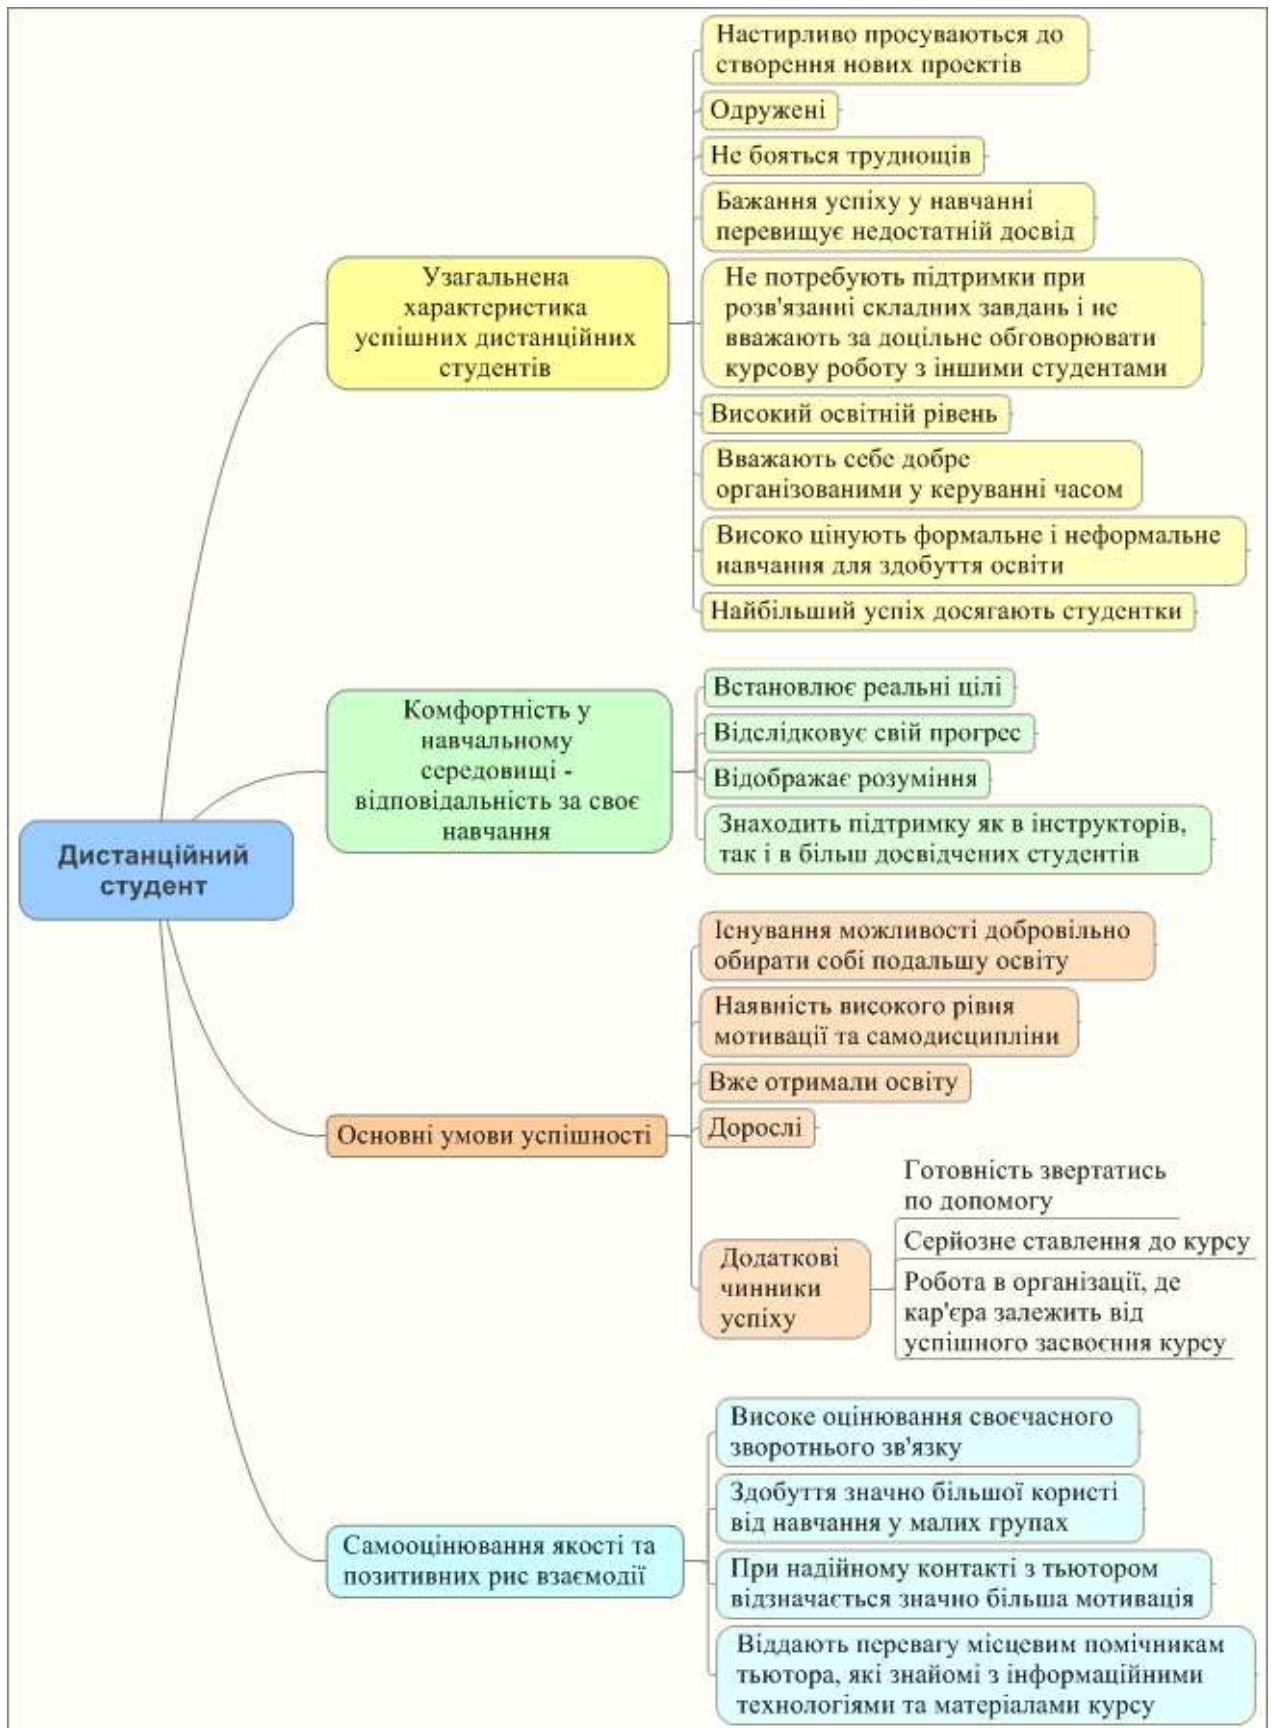 Дистанційний
студент
Узагальнена
характеристика
успішних дистанційних
студентів
Настирливо просуваються до
створення нових проектів
Одружені
Не бояться труднощів
Бажання успіху у навчанні
перевищує недостатній досвід
Не потребують підтримки при
розв'язанні складних завдань і не
вважають за доцільне обговорювати
курсову роботу з іншими студентами
Високий освітній рівень
Вважають себе добре
організованими у керуванні часом
Високо цінують формальне і неформальне
навчання для здобуття освіти
Найбільший успіх досягають студентки
Комфортність у
навчальному
середовищі -
відповідальність за своє
навчання
Встановлює реальні цілі
Відслідковує свій прогрес
Відображає розуміння
Знаходить підтримку як в інструкторів,
так і в більш досвідчених студентів
Основні умови успішності
Існування можливості добровільно
обирати собі подальшу освіту
Наявність високого рівня
мотивації та самодисципліни
Вже отримали освіту
Дорослі
Додаткові
чинники
успіху
Готовність звертатись
по допомогу
Серйозне ставлення до курсу
Робота в організації, де
кар'єра залежить від
успішного засвоєння курсу
Самооцінювання якості та
позитивних рис взаємодії
Високе оцінювання своєчасного
зворотнього зв'язку
Здобуття значно більшої користі
від навчання у малих групах
При надійному контакті з тьютором
відзначається значно більша мотивація
Віддають перевагу місцевим помічникам
тьютора, які знайомі з інформаційними
технологіями та матеріалами курсу